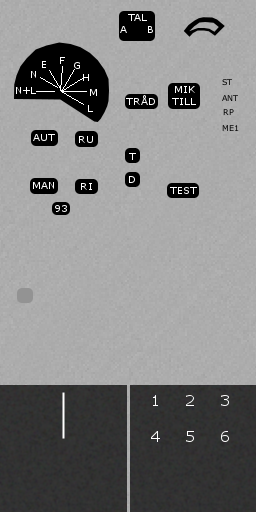 TAL
A B
F
E G
N H
N+L M
L
TRÅD
MIK
TILL
ST
ANT
RP
ME1
AUT RU
T
MAN RI
D
TEST
93
1 2 3
4 5 6